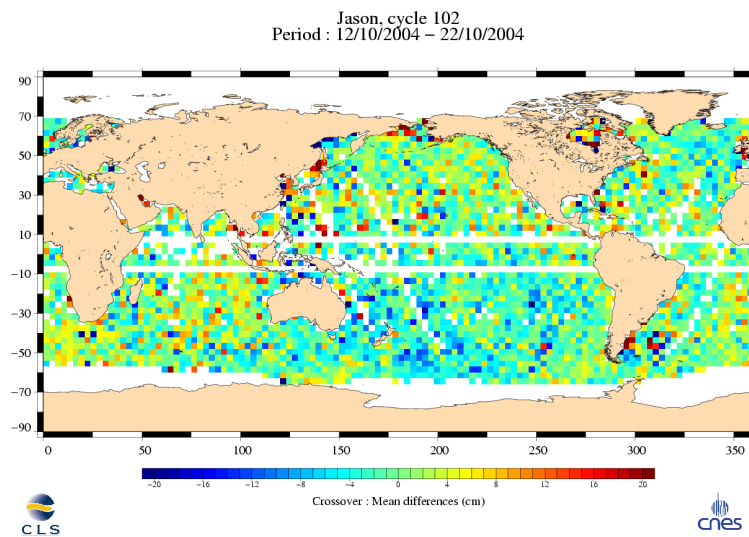 Jason, cycle 102
Period : 12/10/2004 − 22/10/2004
90
70
50
30
10
−10
−30
−50
−70
−90
0 50 100 150 200 250 300 350
−20 −16 −12 −8 −4 0 4 8 12 16 20
Crossover : Mean differences (cm)
CLS
cnes